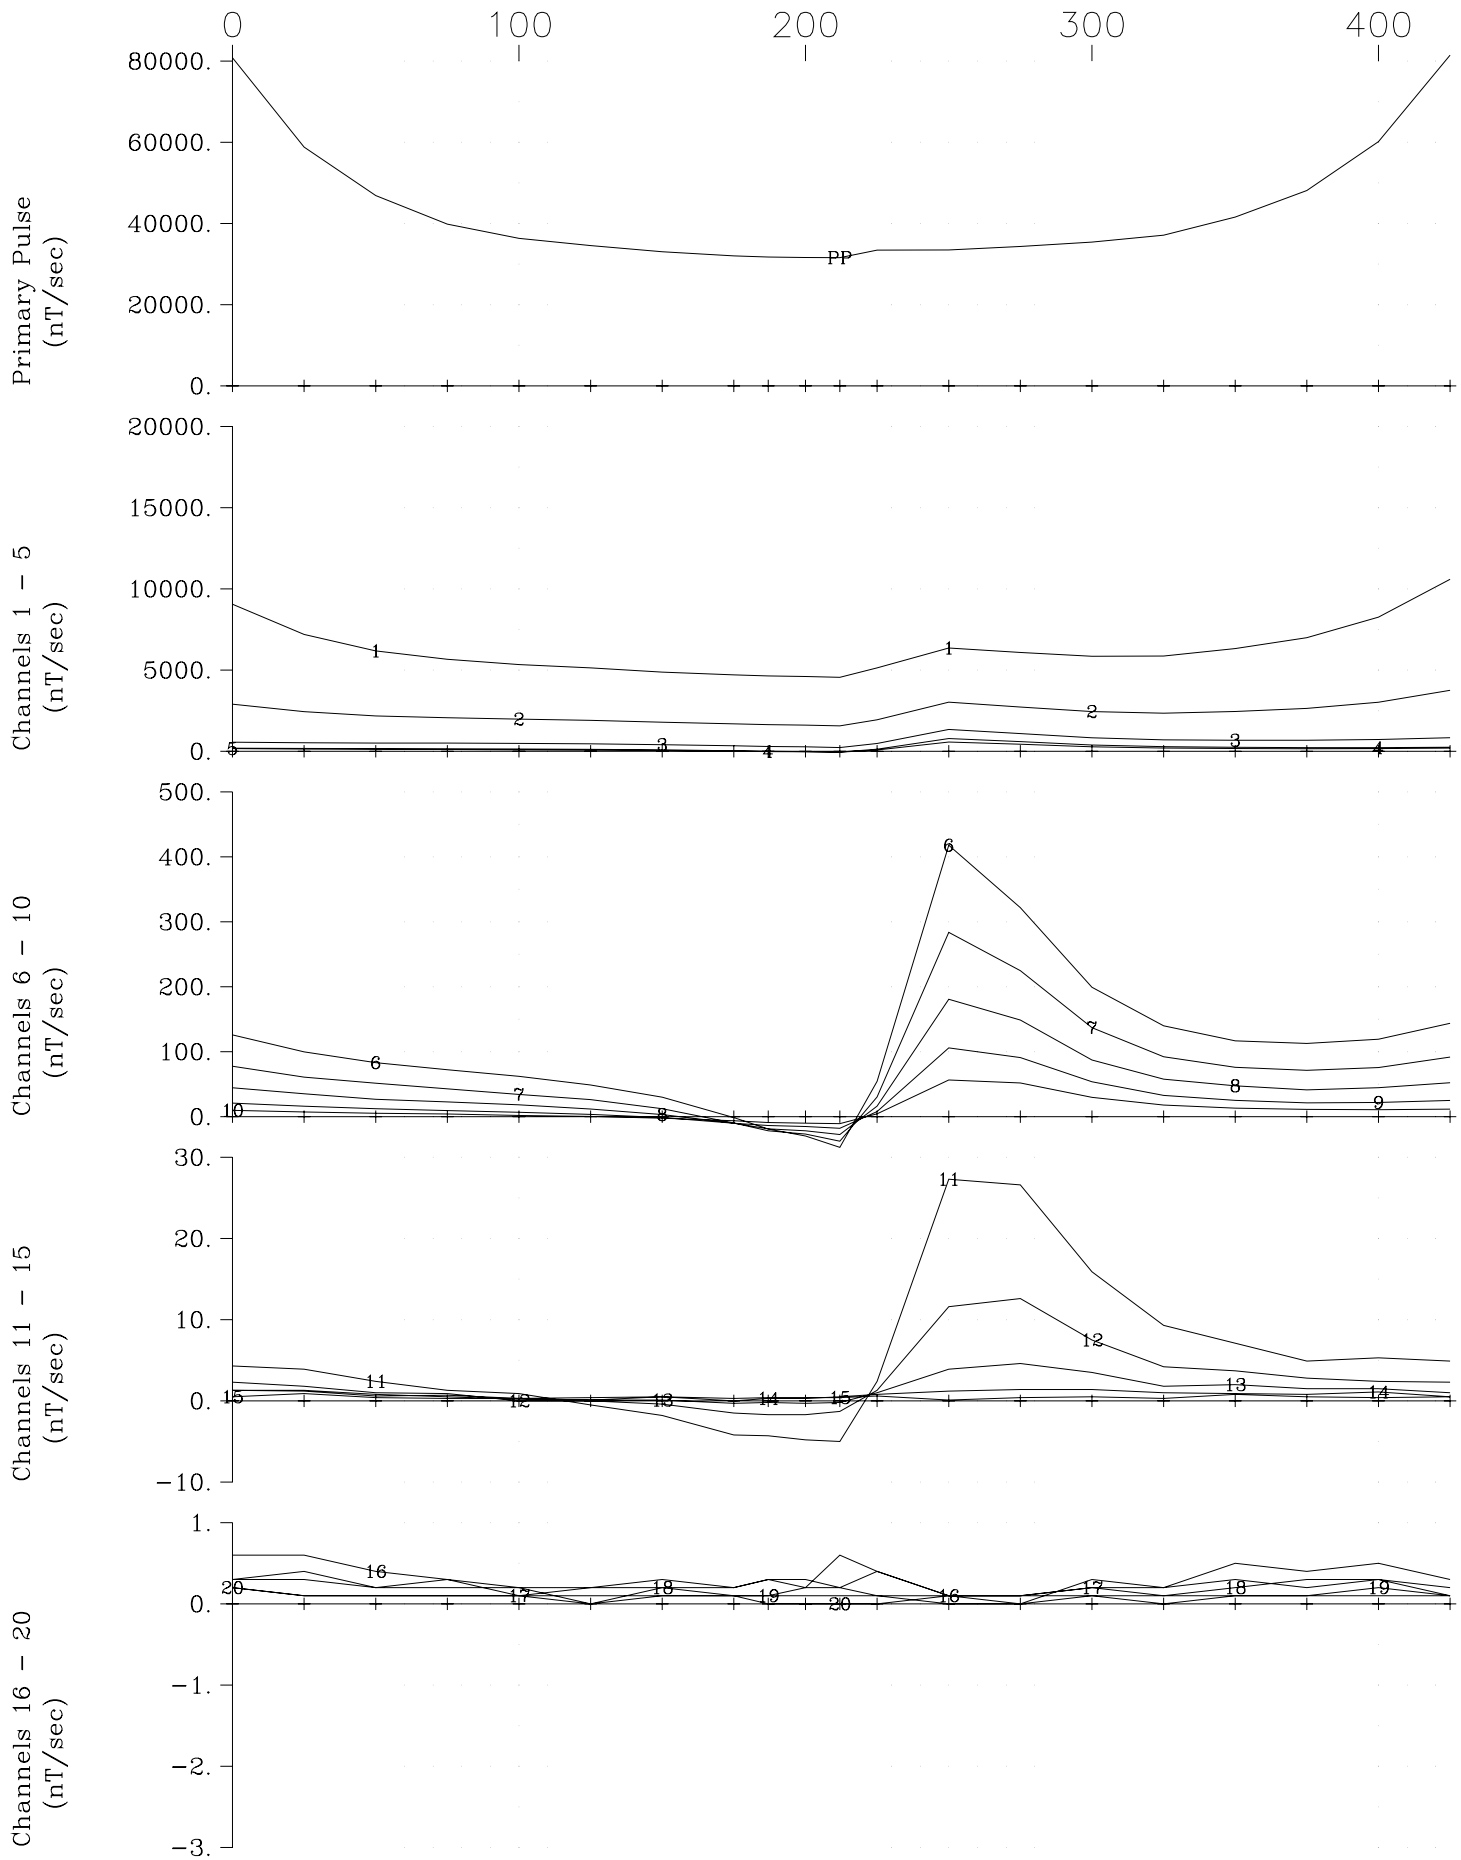 0 100 200 300 400
Primary Pulse
(nT/sec)
80000.
60000.
40000.
20000.
0.
PP
Channels 1 - 5
(nT/sec)
20000.
15000.
10000.
5000.
0.
1 1
2 2
5 3 4 3 4
Channels 6 - 10
(nT/sec)
500.
400.
300.
200.
100.
0.
6
6 7
10 7 8 8 9
Channels 11 - 15
(nT/sec)
30.
20.
10.
0.
-10.
11
12
11
15 12 13 14 15 13 14
Channels 16 - 20
(nT/sec)
1.
0.
-1.
-2.
-3.
16
20 17 18 19 20 16 17 18 19